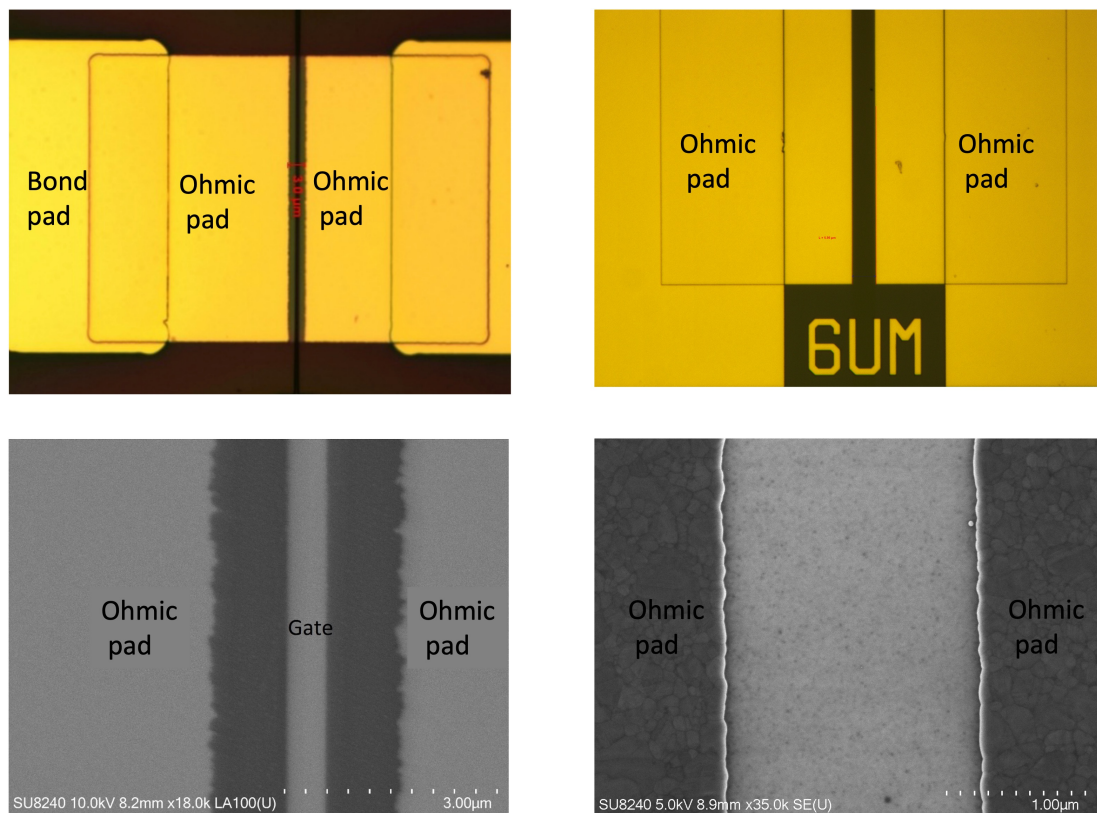 Bond
pad
Ohmic
pad
Ohmic
pad
Ohmic
pad
Ohmic
pad
6UM
Ohmic
pad
Gate
Ohmic
pad
SU8240 10.0kV 8.2mm x18.0k LA100(U)
3.00µm
Ohmic
pad
Ohmic
pad
SU8240 5.0kV 8.9mm x35.0k SE(U)
1.00µm